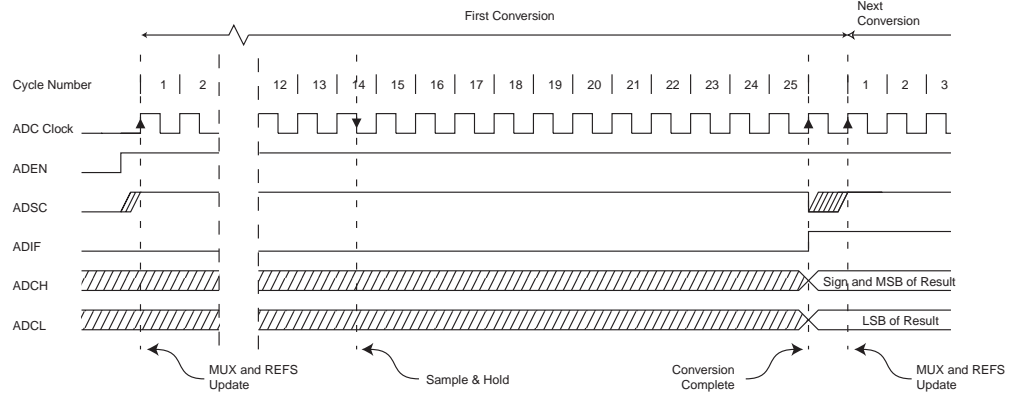 First Conversion
Next
Conversion
Cycle Number 1 2 12 13 14 15 16 17 18 19 20 21 22 23 24 25 1 2 3
ADC Clock
ADEN
ADSC
ADIF
ADCH Sign and MSB of Result
ADCL LSB of Result
MUX and REFS
Update
Sample & Hold
Conversion
Complete
MUX and REFS
Update